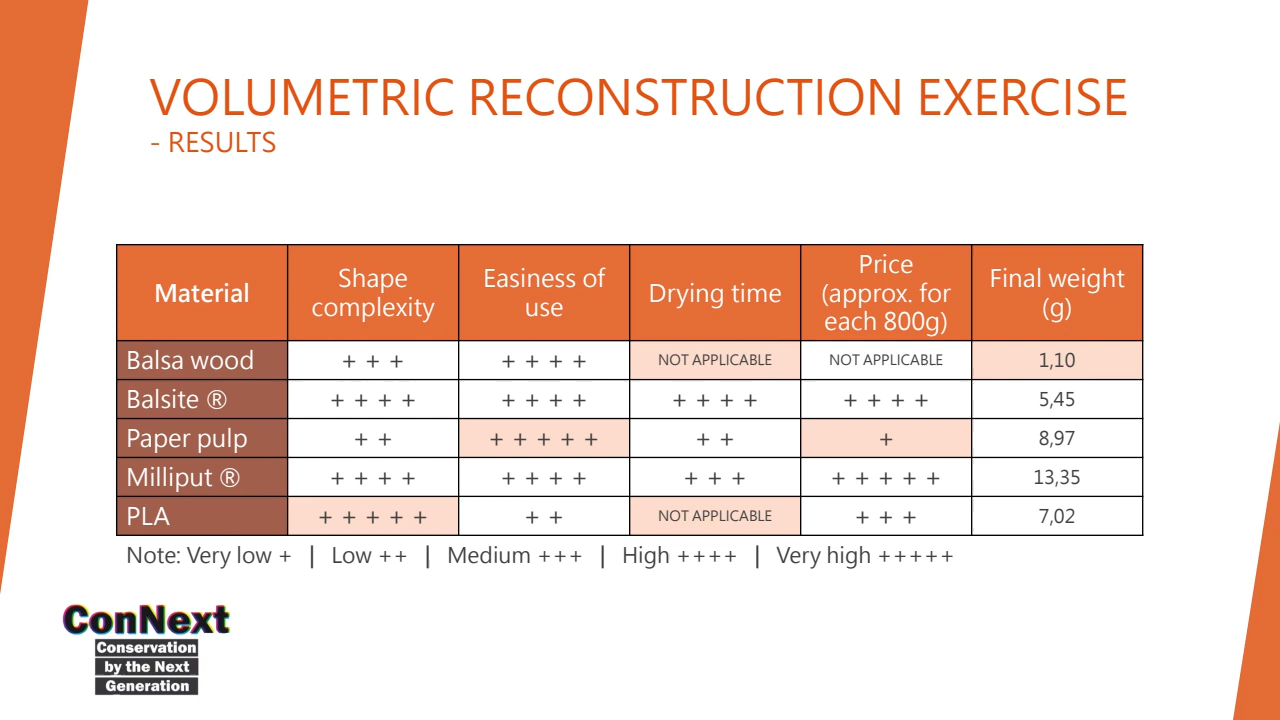 VOLUMETRIC RECONSTRUCTION EXERCISE
- RESULTS
Material
Shape complexity
Easiness of use
Drying time
Price (approx. for each 800g)
Final weight (g)
Balsa wood + + + + + + + NOT APPLICABLE NOT APPLICABLE 1,10
Balsite ® + + + + + + + + + + + + + + + + 5,45
Paper pulp + + + + + + + + + + 8,97
Milliput ® + + + + + + + + + + + + + + + + 13,35
PLA + + + + + + + NOT APPLICABLE + + + 7,02
Note: Very low + | Low ++ | Medium +++ | High ++++ | Very high +++++
ConNext
Conservation
by the Next
Generation